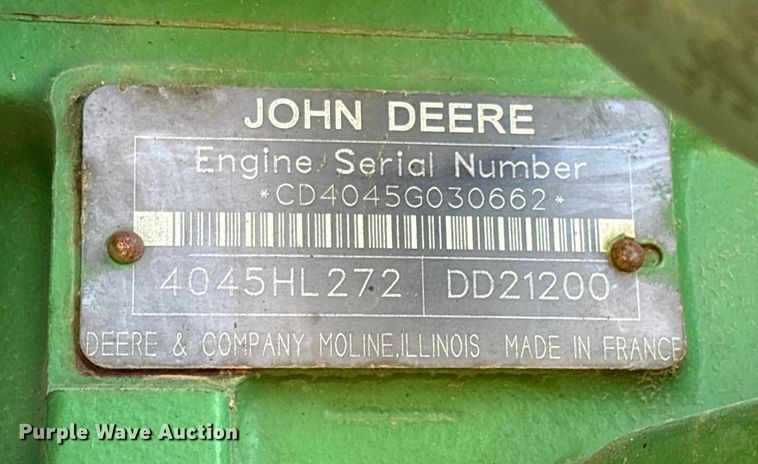 JOHN DEERE
Engine Serial Number
*CD4045G030662*
4045HL272 DD21200
DEERE & COMPANY MOLINE,ILLINOIS MADE IN FRANCE
Purple Wave Auction